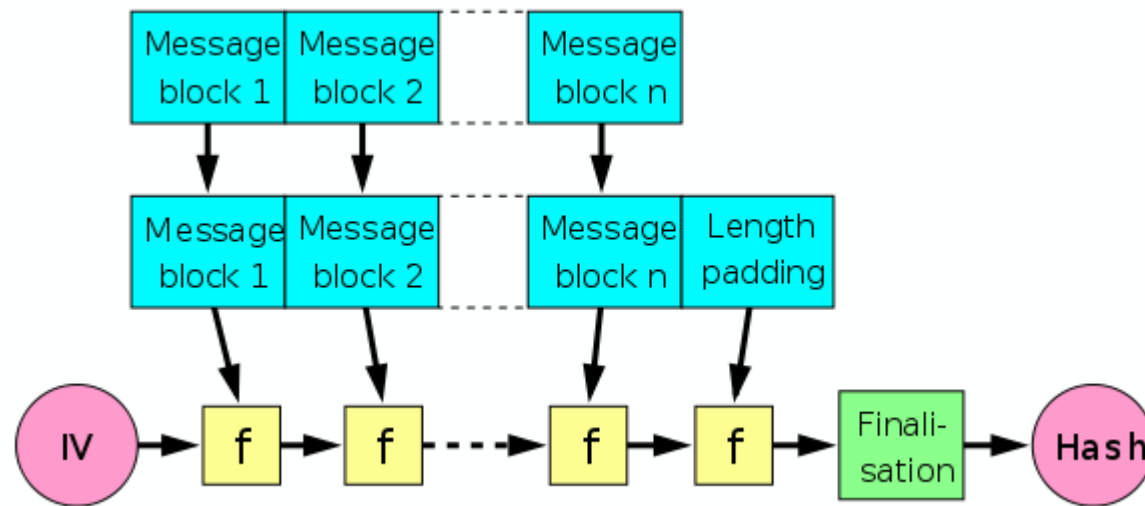 Message
block 1
Message
block 2
Message
block n
Message
block 1
Message
block 2
Message
block n
Length
padding
IV
f
f
f
f
Finali-
sation
Hash